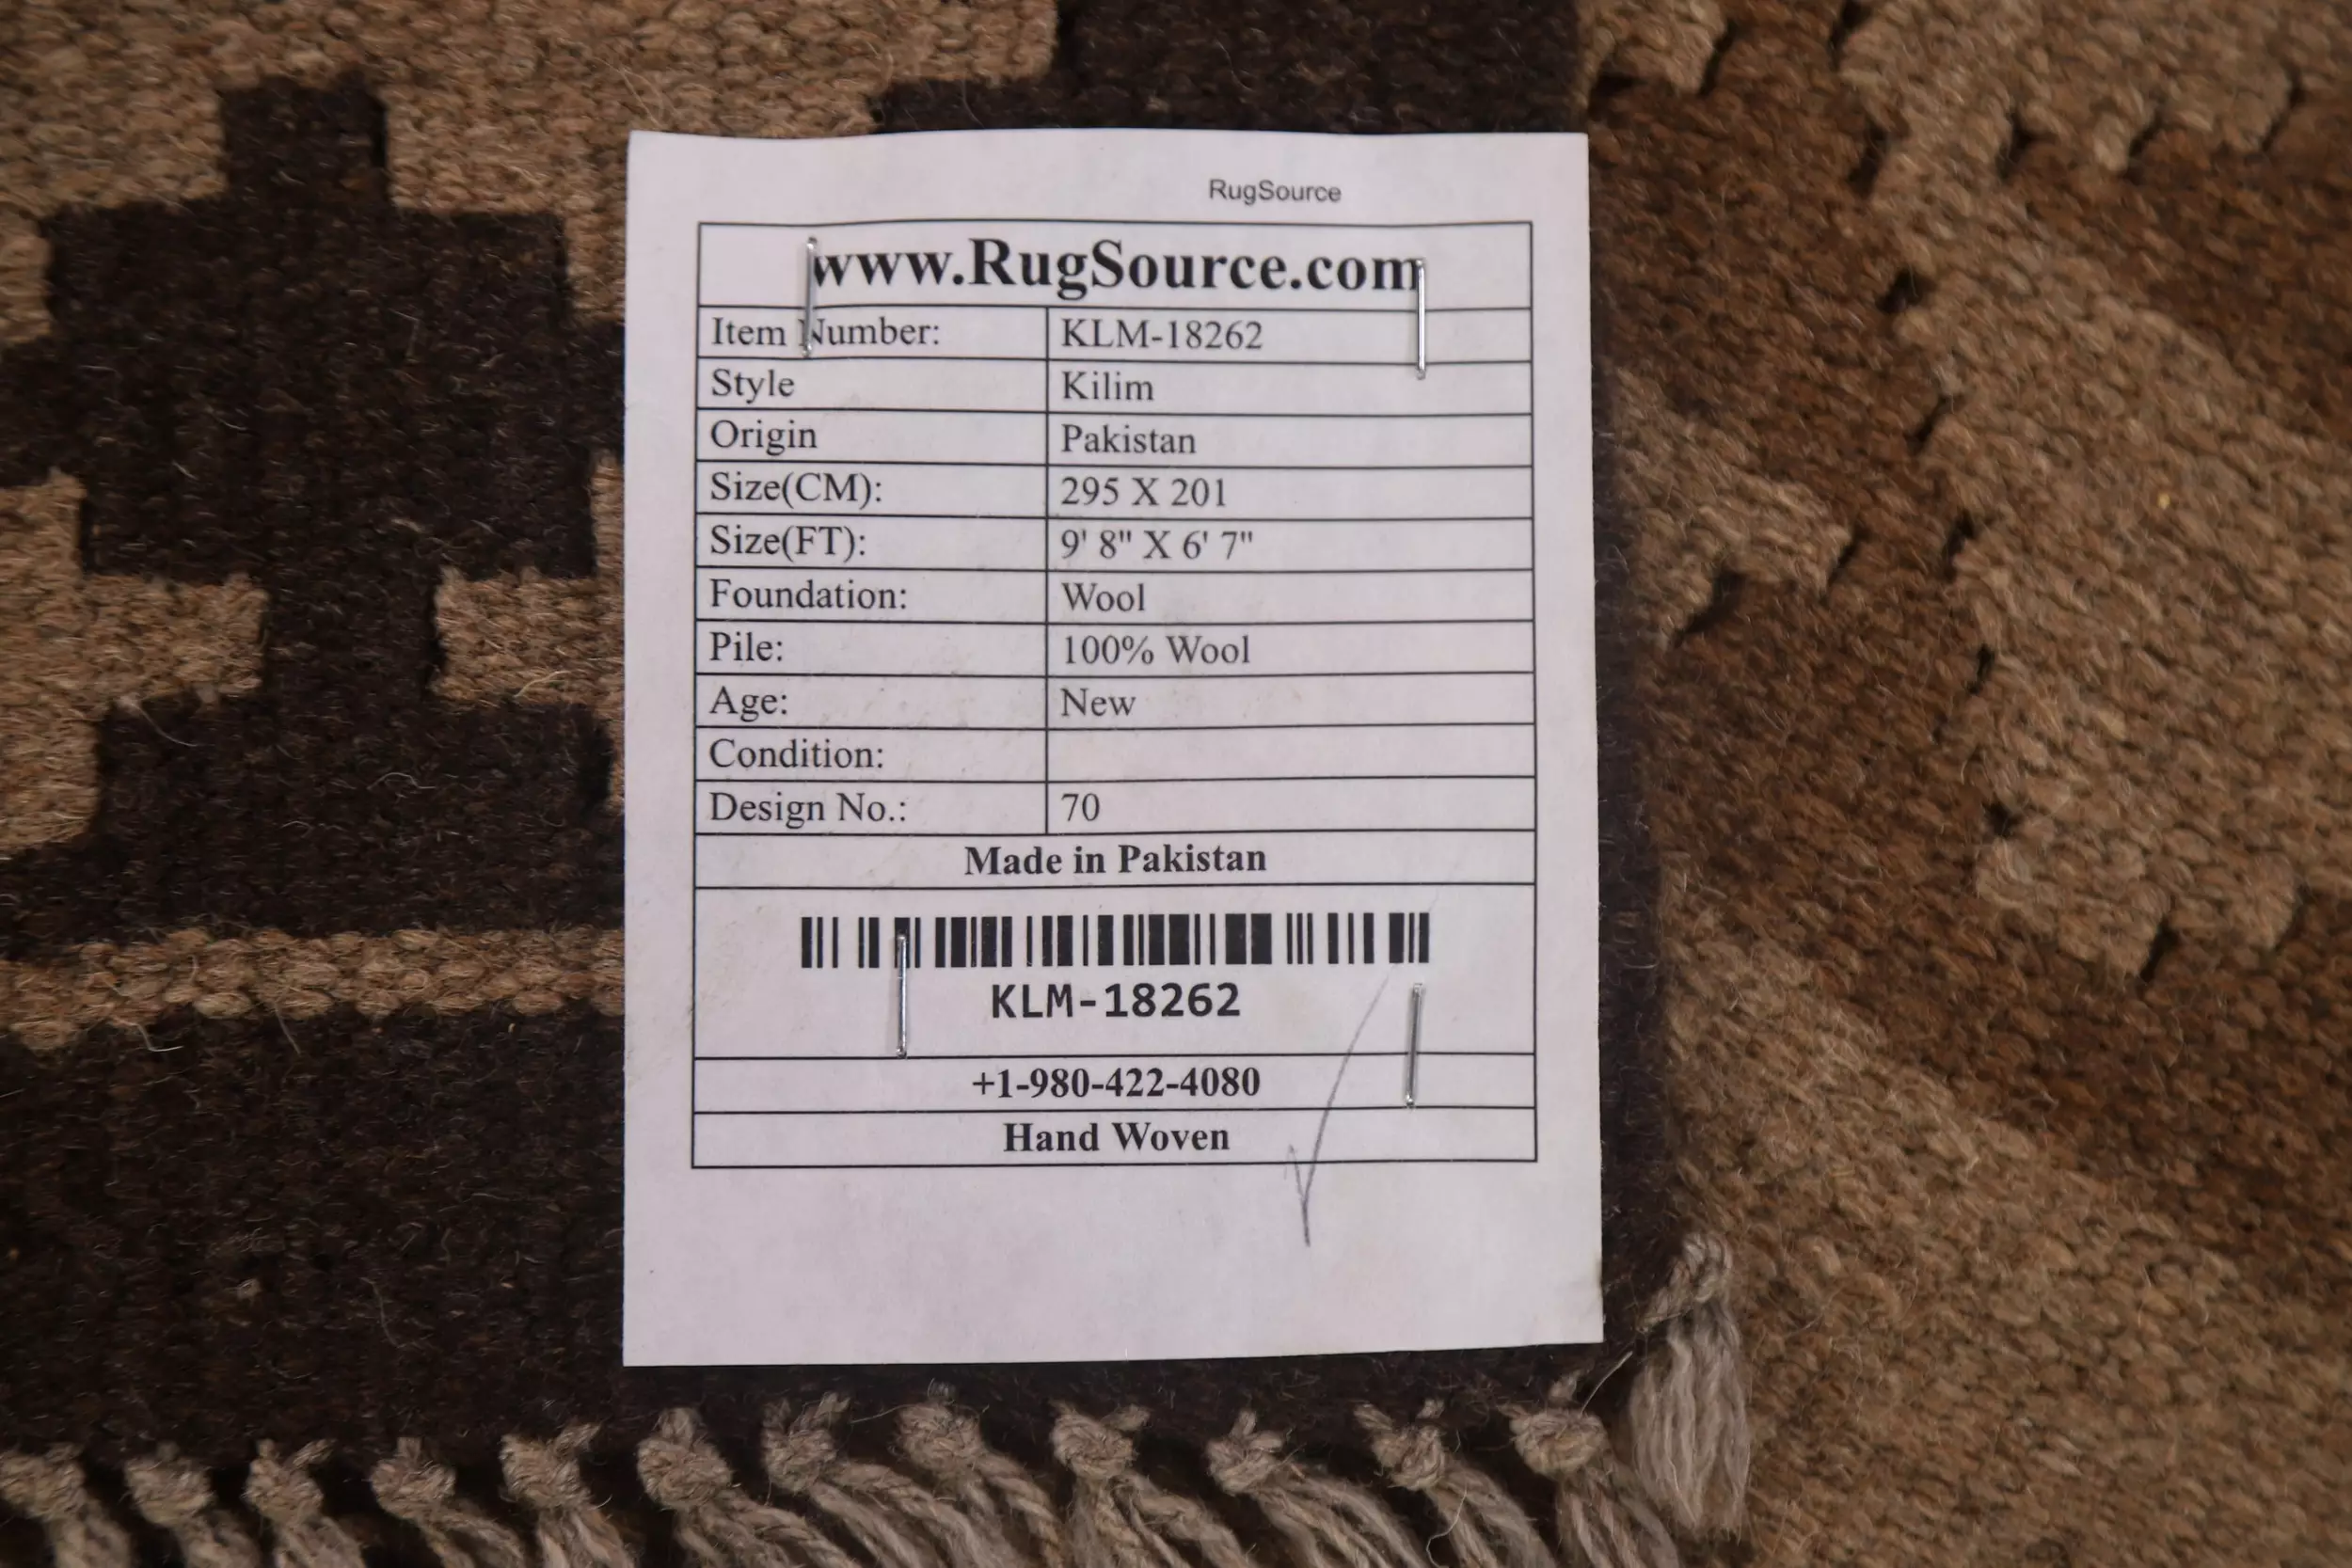 RugSource
www.RugSource.com
Item Number: KLM-18262
Style Kilim
Origin Pakistan
Size(CM): 295 X 201
Size(FT): 9' 8" X 6' 7"
Foundation: Wool
Pile: 100% Wool
Age: New
Condition:
Design No.: 70
Made in Pakistan
KLM-18262
+1-980-422-4080
Hand Woven